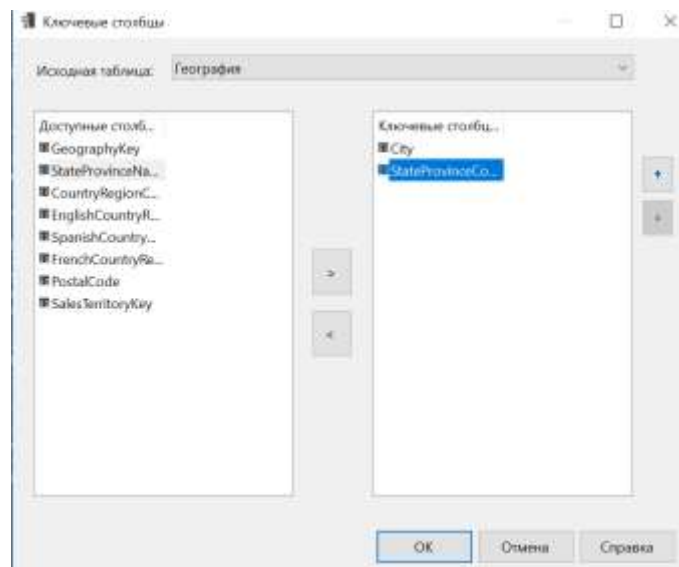 Ключевые столбцы
Исходная таблица: География
Доступные столб...
GeographyKey
StateProvinceNa...
CountryRegionC...
EnglishCountryR...
SpanishCountry...
FrenchCountryRe...
PostalCode
SalesTerritoryKey
>
<
Ключевые столбц...
City
StateProvinceCo...
ОК
Отмена
Справка